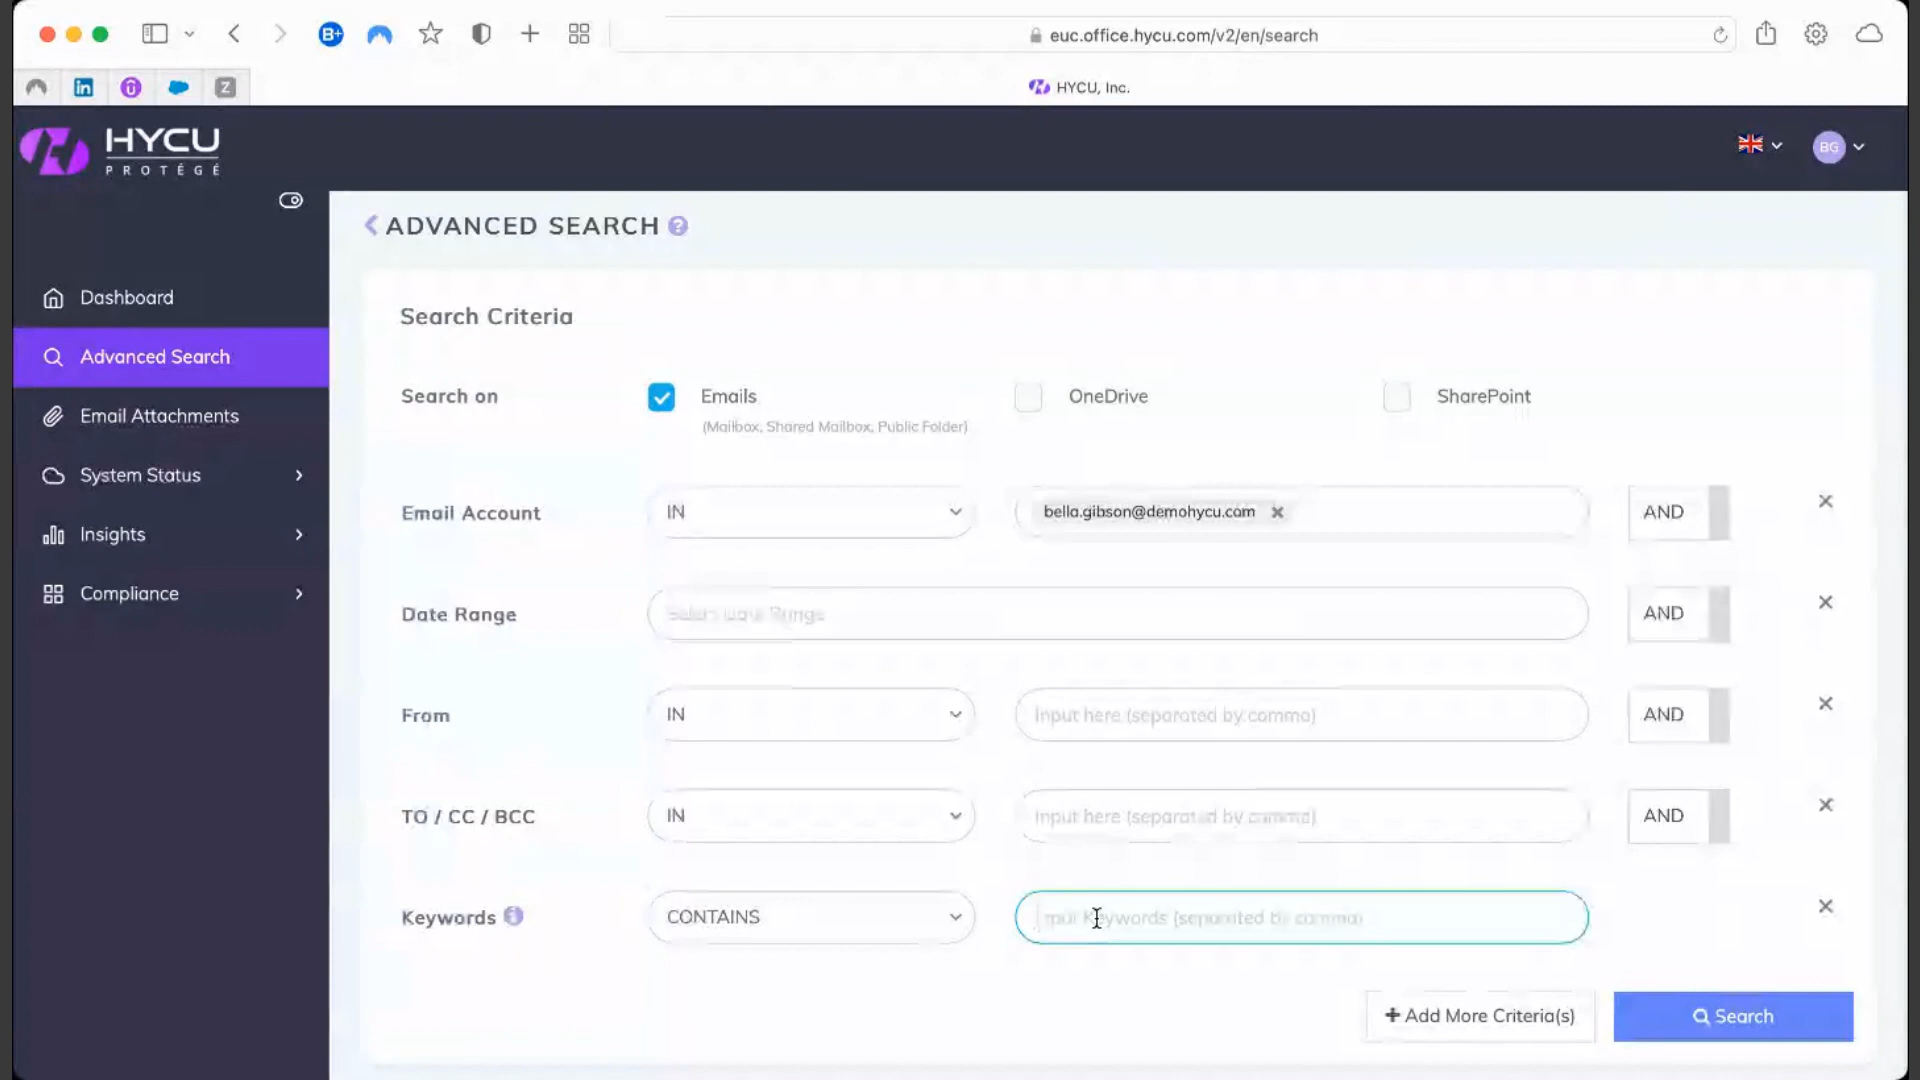 B+
euc.office.hycu.com/v2/en/search
in
Z
HYCU, Inc.
HYCU
PROTÉGÉ
BG
ADVANCED SEARCH ?
Dashboard
Advanced Search
Email Attachments
System Status
Insights
Compliance
Search Criteria
Search on
Emails
OneDrive
SharePoint
(Mailbox, Shared Mailbox, Public Folder)
Email Account
IN
bella.gibson@demohycu.com
AND
Date Range
Select Date Range
AND
From
IN
Input here (separated by comma)
AND
TO / CC / BCC
IN
Input here (separated by comma)
AND
Keywords
CONTAINS
Input Keywords (separated by comma)
+ Add More Criteria(s)
Search